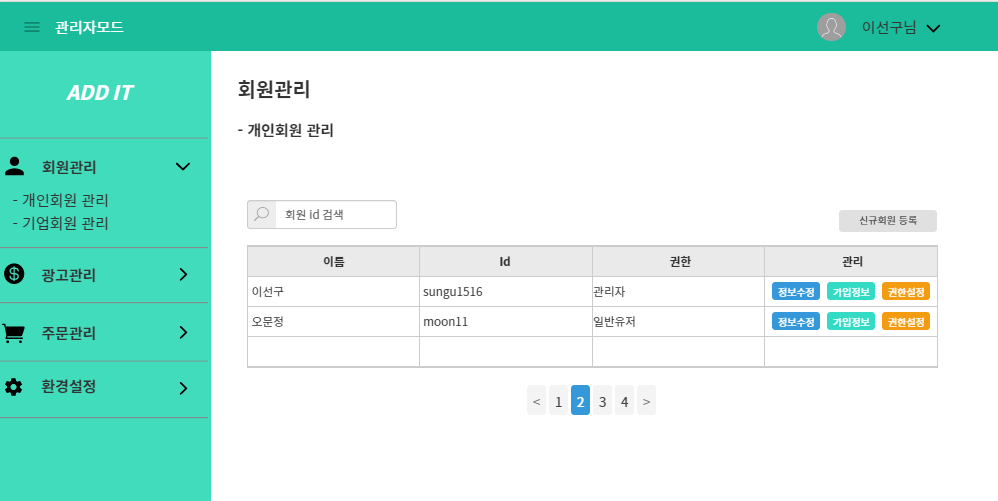 관리자모드
이선구님
ADD IT
회원관리
- 개인회원 관리
- 기업회원 관리
광고관리
주문관리
환경설정
회원관리
- 개인회원 관리
회원 id 검색
신규회원 등록
이름 Id 권한 관리
이선구 sungu1516 관리자 정보수정 가입정보 권한설정
오문정 moon11 일반유저 정보수정 가입정보 권한설정
< 1 2 3 4 >